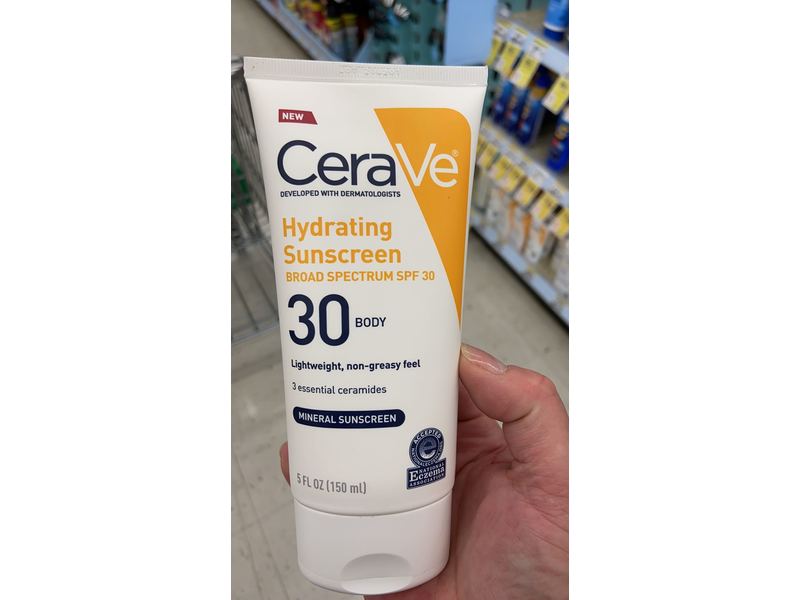 NEW
CeraVe®
DEVELOPED WITH DERMATOLOGISTS
Hydrating
Sunscreen
BROAD SPECTRUM SPF 30
30 BODY
Lightweight, non-greasy feel
3 essential ceramides
MINERAL SUNSCREEN
ACCEPTED
NATIONAL
Eczema
ASSOCIATION
5 FL OZ (150 ml)